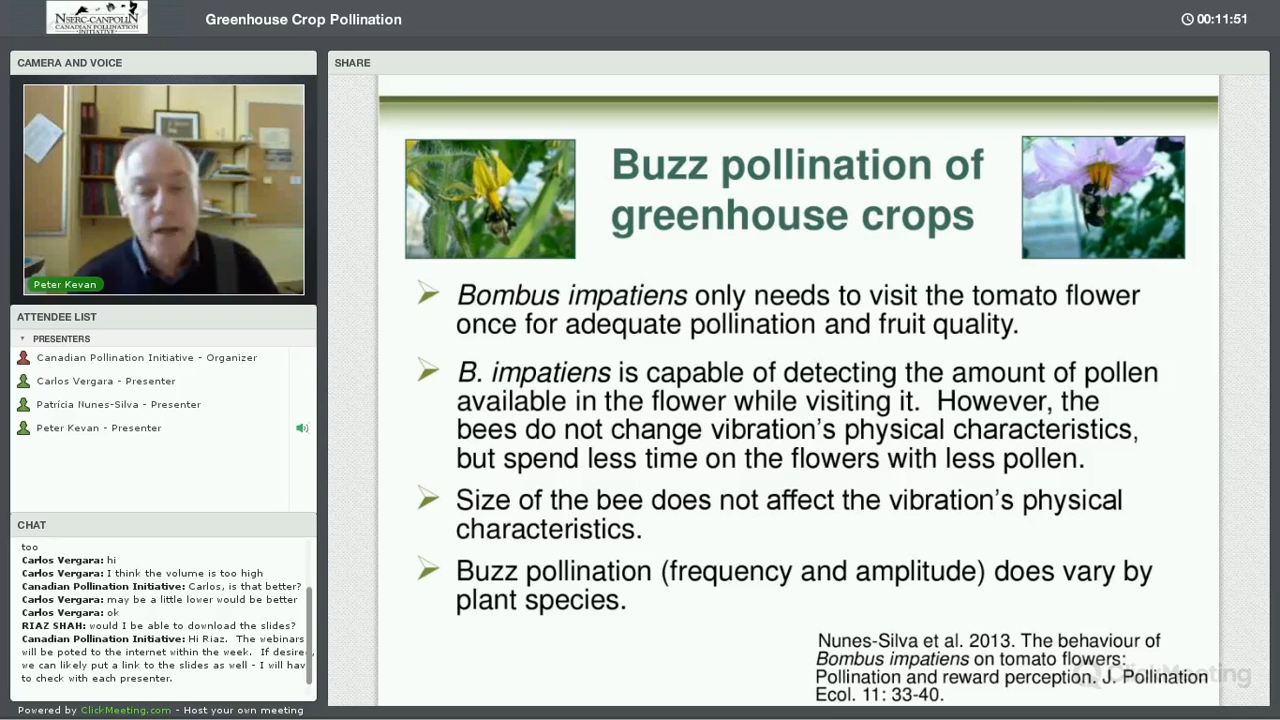 NSERC-CANPOLIN
CANADIAN POLLINATION
INITIATIVE
Greenhouse Crop Pollination
00:11:51
CAMERA AND VOICE
Peter Kevan
ATTENDEE LIST
PRESENTERS
Canadian Pollination Initiative - Organizer
Carlos Vergara - Presenter
Patrícia Nunes-Silva - Presenter
Peter Kevan - Presenter
CHAT
too
Carlos Vergara: hi
Carlos Vergara: I think the volume is too high
Canadian Pollination Initiative: Carlos, is that better?
Carlos Vergara: may be a little lower would be better
Carlos Vergara: ok
RIAZ SHAH: would I be able to download the slides?
Canadian Pollination Initiative: Hi Riaz. The webinars
will be poted to the internet within the week. If desire
we can likely put a link to the slides as well - I will hav
to check with each presenter.
Powered by ClickMeeting.com - Host your own meeting
SHARE
Buzz pollination of
greenhouse crops
Bombus impatiens only needs to visit the tomato flower
once for adequate pollination and fruit quality.
B. impatiens is capable of detecting the amount of pollen
available in the flower while visiting it. However, the
bees do not change vibration's physical characteristics,
but spend less time on the flowers with less pollen.
Size of the bee does not affect the vibration's physical
characteristics.
Buzz pollination (frequency and amplitude) does vary by
plant species.
Nunes-Silva et al. 2013. The behaviour of
Bombus impatiens on tomato flowers:
Pollination and reward perception. J. Pollination
Ecol. 11: 33-40.
ClickMeeting